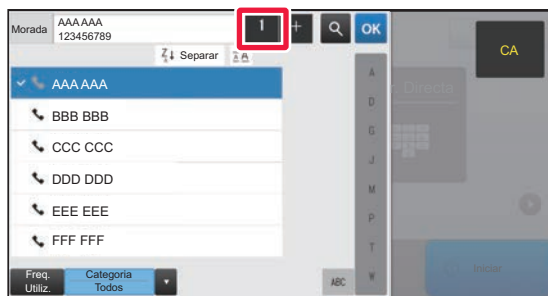 Morada
AAA AAA
123456789
1
+
OK
CA
Separar
AAA AAA
BBB BBB
CCC CCC
DDD DDD
EEE EEE
FFF FFF
A
D
G
J
M
P
T
W
ABC
r. Directa
Freq.
Utiliz.
Categoria
Todos
Iniciar